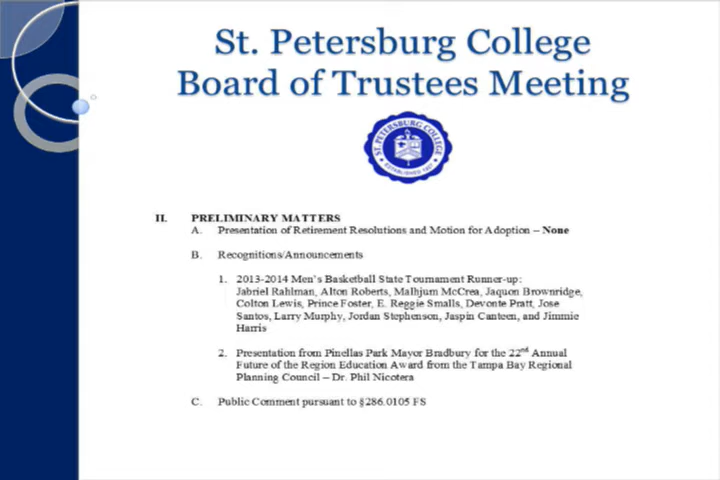 St. Petersburg College
Board of Trustees Meeting
ST. PETERSBURG COLLEGE
II. PRELIMINARY MATTERS
A. Presentation of Retirement Resolutions and Motion for Adoption – None
B. Recognitions/Announcements
1. 2013-2014 Men's Basketball State Tournament Runner-up:
Jabriel Rahlman, Alton Roberts, Malhjum McCrea, Jaquon Brownridge,
Colton Lewis, Prince Foster, E. Reggie Smalls, Devonte Pratt, Jose
Santos, Larry Murphy, Jordan Stephenson, Jaspin Canteen, and Jimmie
Harris
2. Presentation from Pinellas Park Mayor Bradbury for the 22nd Annual
Future of the Region Education Award from the Tampa Bay Regional
Planning Council – Dr. Phil Nicotera
C. Public Comment pursuant to §286.0105 FS